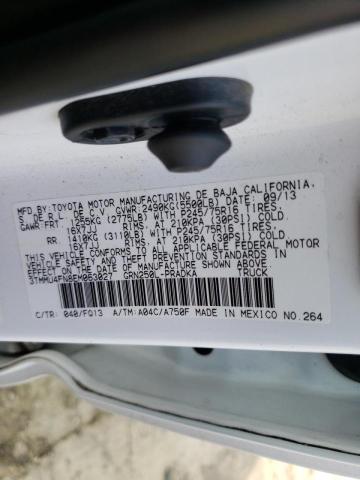 MFD.BY:TOYOTA MOTOR MANUFACTURING DE BAJA CALIFORNIA,
S. DE R.L. DE C.V. GVWR 2490KG(5500LB) DATE: 09/13
GAWR:FRT 1265KG (2775LB) WITH P245/75R16 TIRES,
16X7JJ RIMS, AT 210KPA (30PSI) COLD.
RR 1410KG (3110LB) WITH P245/75R16 TIRES,
16X7JJ RIMS, AT 210KPA (30PSI) COLD.
THIS VEHICLE CONFORMS TO ALL APPLICABLE FEDERAL MOTOR
VEHICLE SAFETY AND THEFT PREVENTION STANDARDS IN EFFECT
ON THE DATE OF MANUFACTURE SHOWN ABOVE.
3TMMU4FN8EM063027 GRN250L-PRADKA TRUCK
C/TR: 040/FQ13 A/TM:A04C/A750F MADE IN MEXICO NO.264